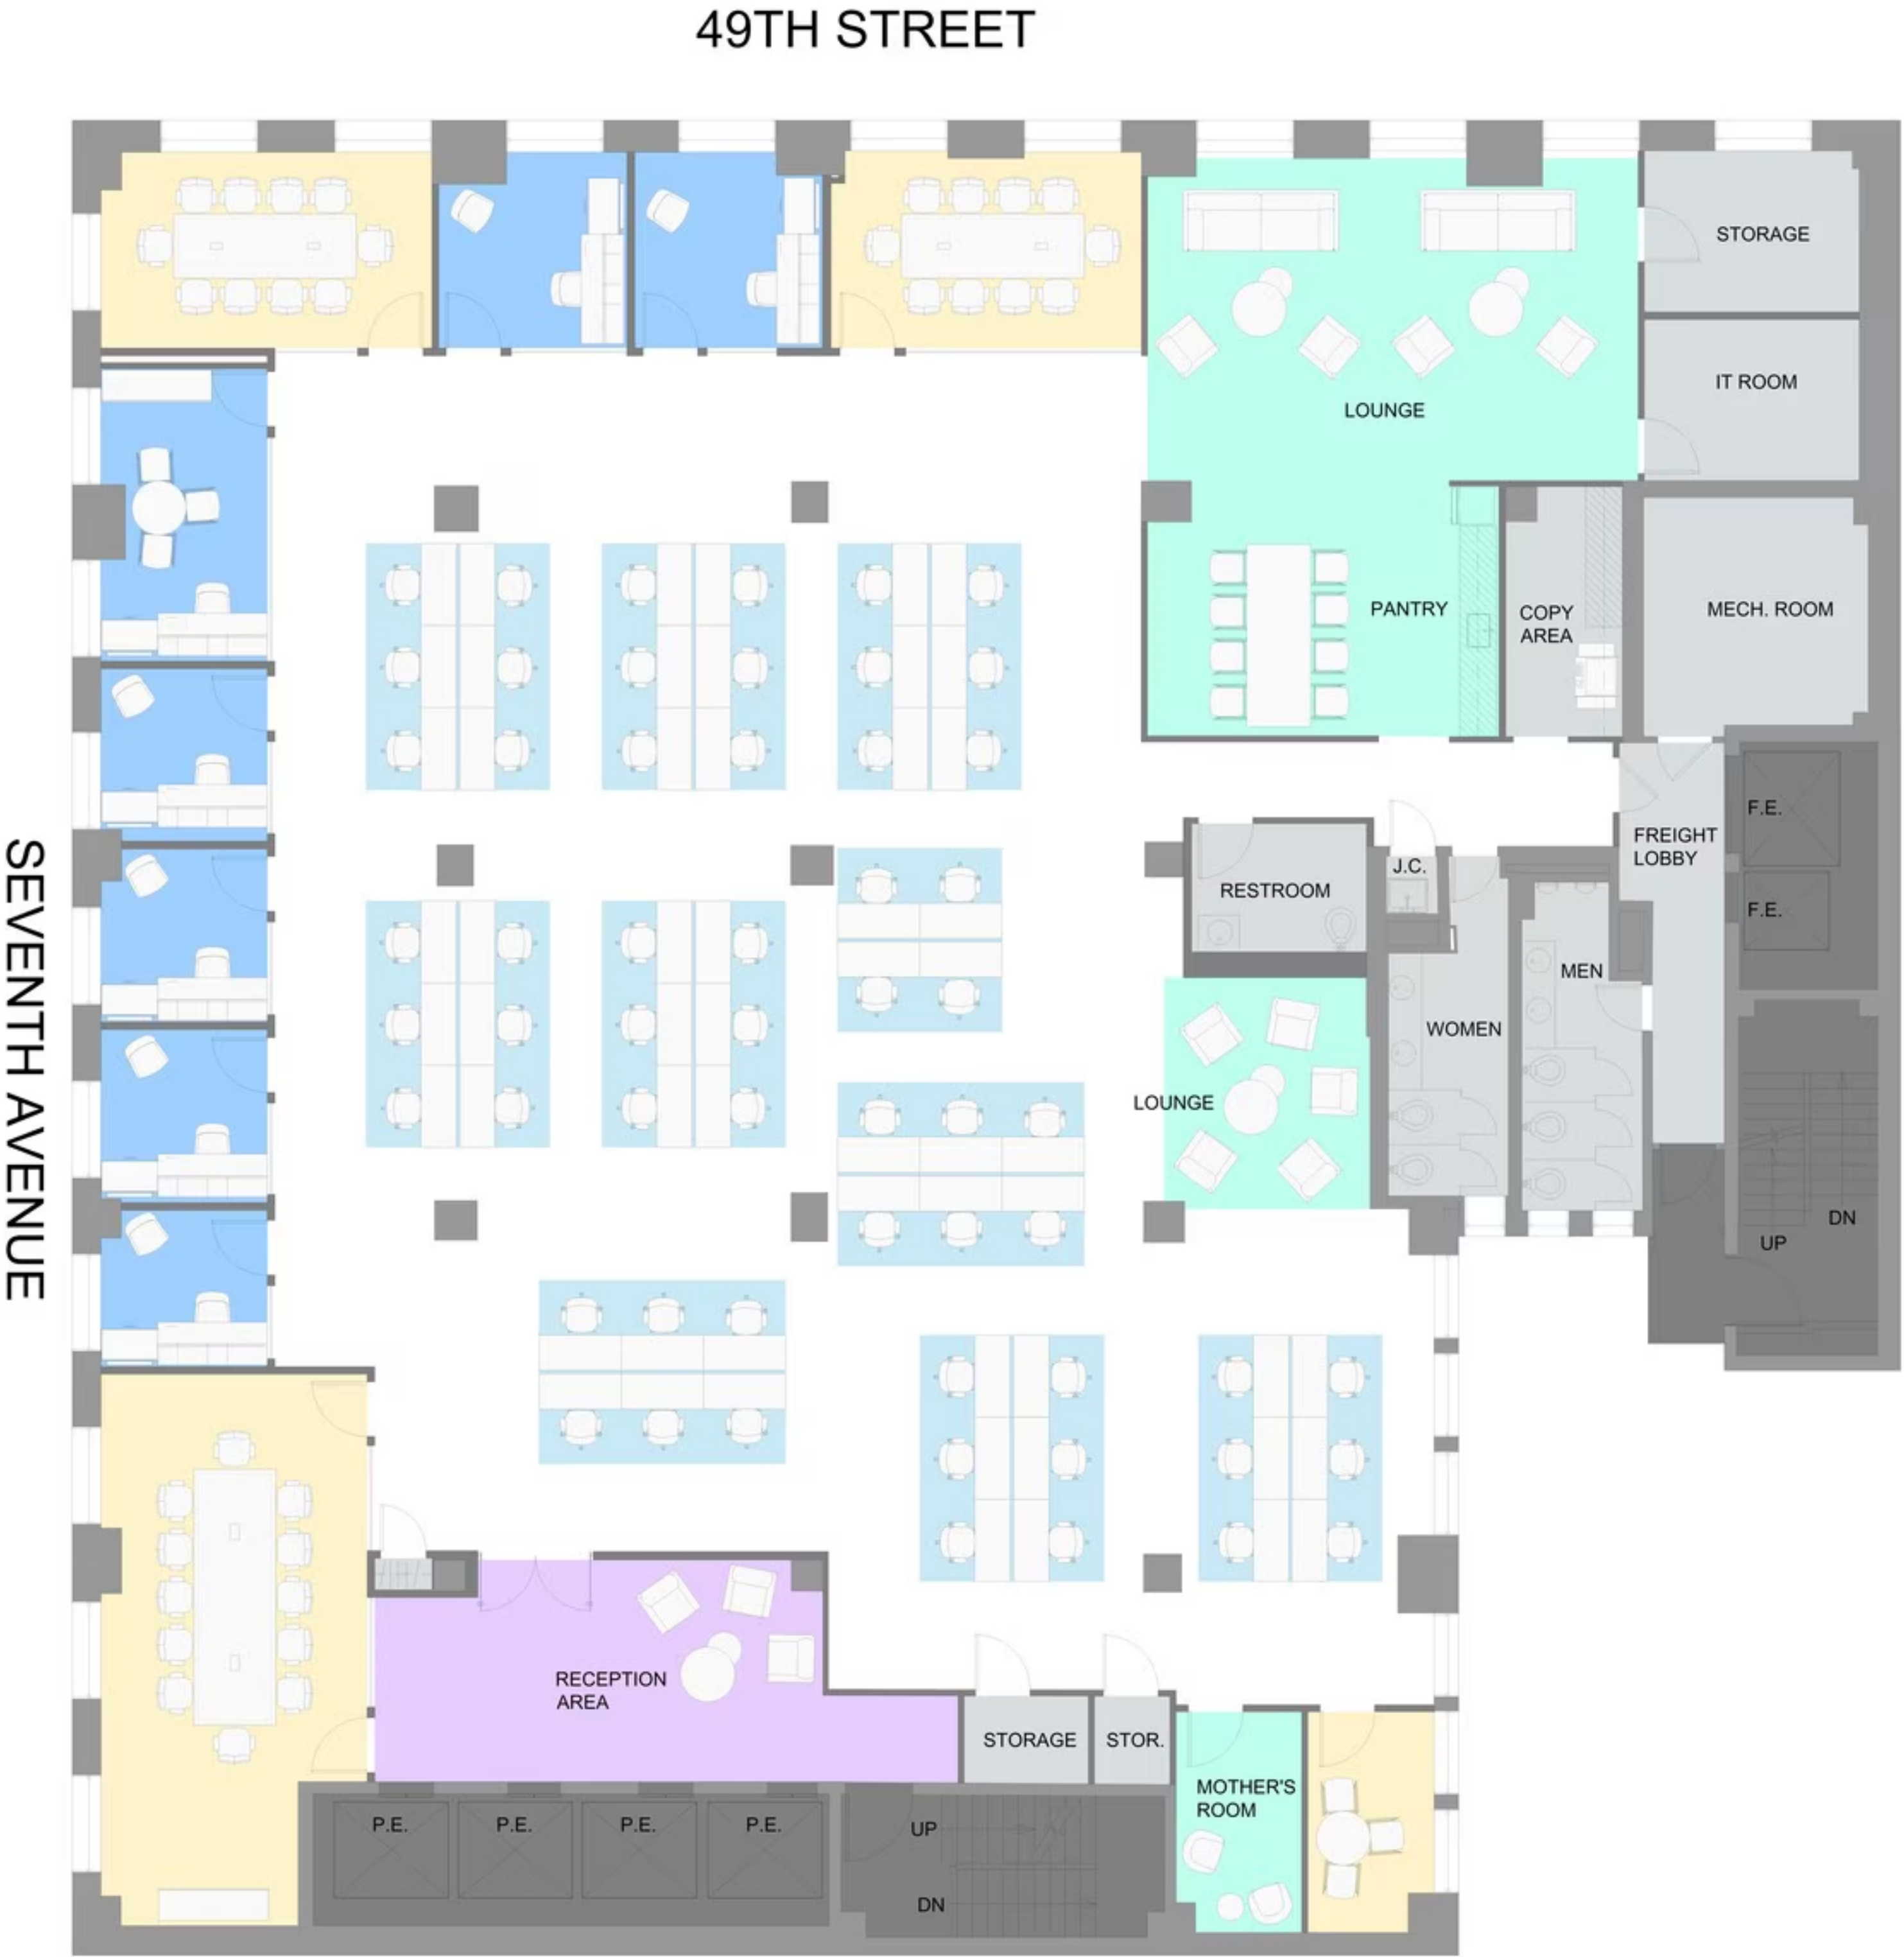 49TH STREET
SEVENTH AVENUE
STORAGE
IT ROOM
LOUNGE
PANTRY
COPY
AREA
MECH. ROOM
F.E.
FREIGHT
LOBBY
J.C.
RESTROOM
F.E.
MEN
WOMEN
LOUNGE
DN
UP
RECEPTION
AREA
STORAGE
STOR.
MOTHER'S
ROOM
P.E.
P.E.
P.E.
P.E.
UP
DN